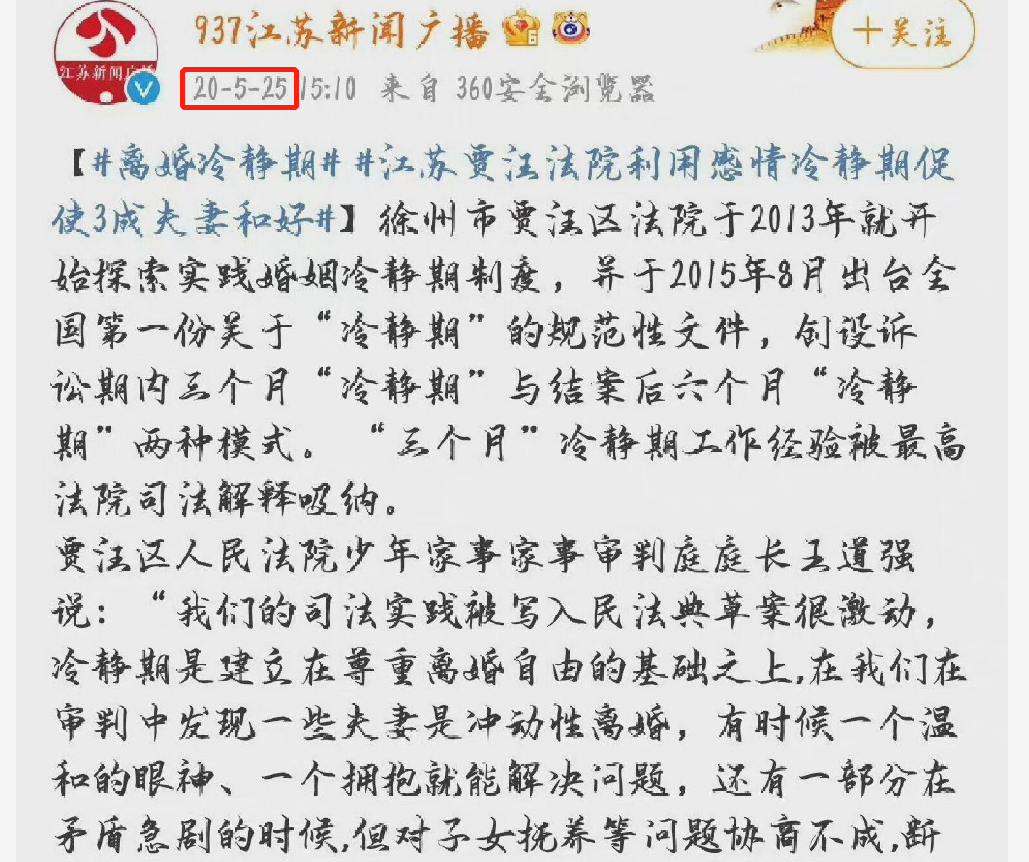 937江苏新闻广播
江苏新闻广播
十关注
20-5-25 15:10 来自 360安全浏览器
【#离婚冷静期# #江苏贾汪法院利用感情冷静期促
使3成夫妻和好#】徐州市贾汪区法院于2013年就开
始探索实践婚姻冷静期制度，并于2015年8月出台全
国第一份关于“冷静期”的规范性文件，创设诉
讼期内三个月“冷静期”与结案后六个月“冷静
期”两种模式。“三个月”冷静期工作经验被最高
法院司法解释吸纳。
贾汪区人民法院少年家事家事审判庭庭长王道强
说：“我们的司法实践被写入民法典草案很激动，
冷静期是建立在尊重离婚自由的基础之上,在我们在
审判中发现一些夫妻是冲动性离婚，有时候一个温
和的眼神、一个拥抱就能解决问题，还有一部分在
矛盾急剧的时候,但对子女抚养等问题协商不成,断